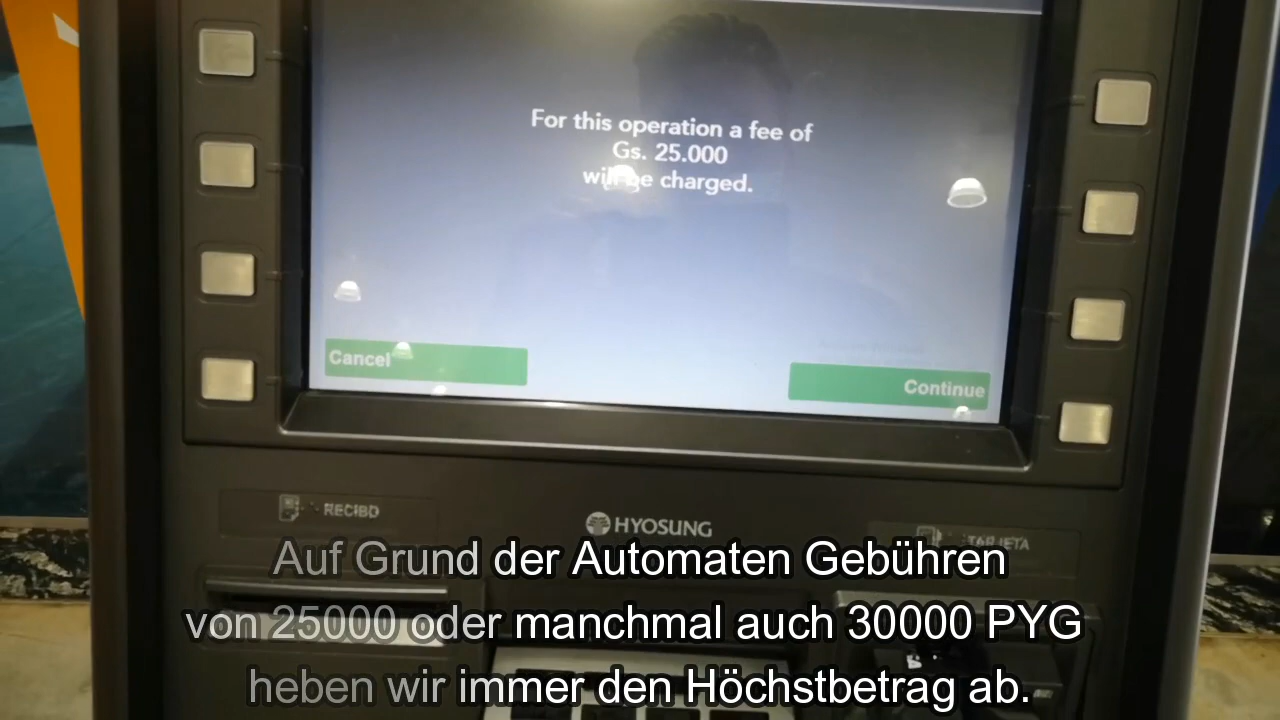 For this operation a fee of
Gs. 25.000
will be charged.
Cancel
Continue
RECIBO
HYOSUNG
TARJETA
Auf Grund der Automaten Gebühren
von 25000 oder manchmal auch 30000 PYG
heben wir immer den Höchstbetrag ab.